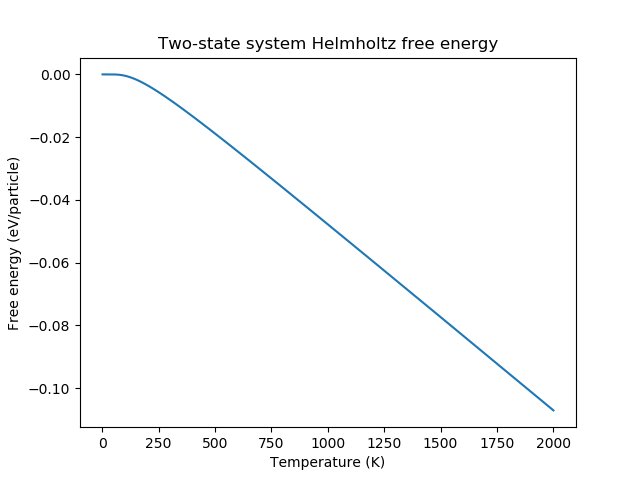 Two-state system Helmholtz free energy
Free energy (eV/particle)
0.00
−0.02
−0.04
−0.06
−0.08
−0.10
0 250 500 750 1000 1250 1500 1750 2000
Temperature (K)